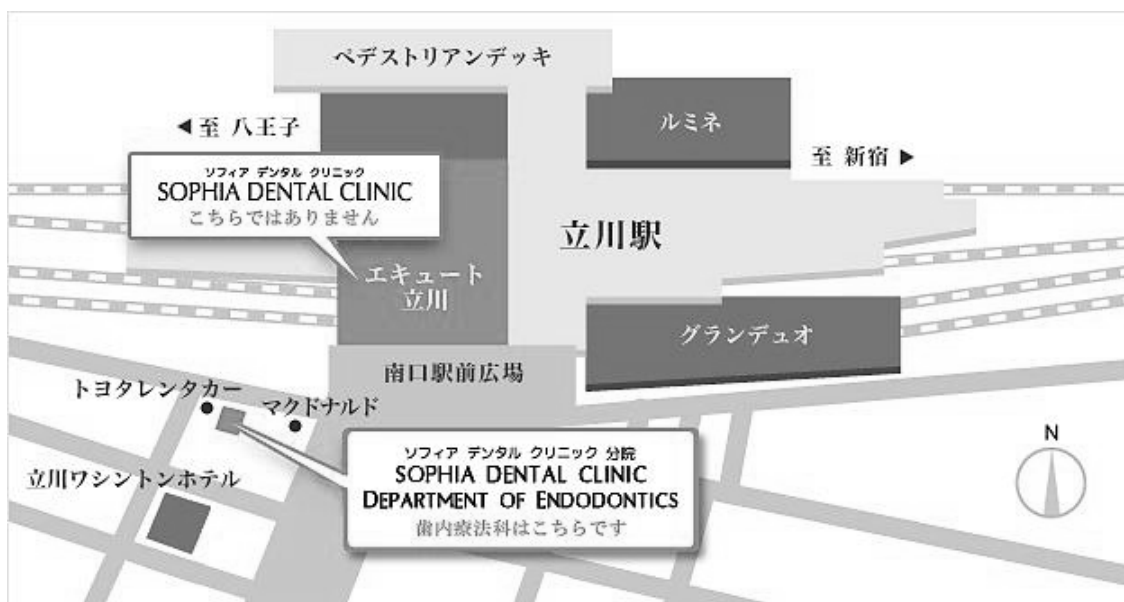 ペデストリアンデッキ
ルミネ
◀至 八王子
至 新宿▶
ソフィア デンタル クリニック
SOPHIA DENTAL CLINIC
こちらではありません
立川駅
エキュート
立川
グランデュオ
南口駅前広場
トヨタレンタカー
マクドナルド
ソフィア デンタル クリニック 分院
SOPHIA DENTAL CLINIC
DEPARTMENT OF ENDODONTICS
歯内療法科はこちらです
立川ワシントンホテル
N